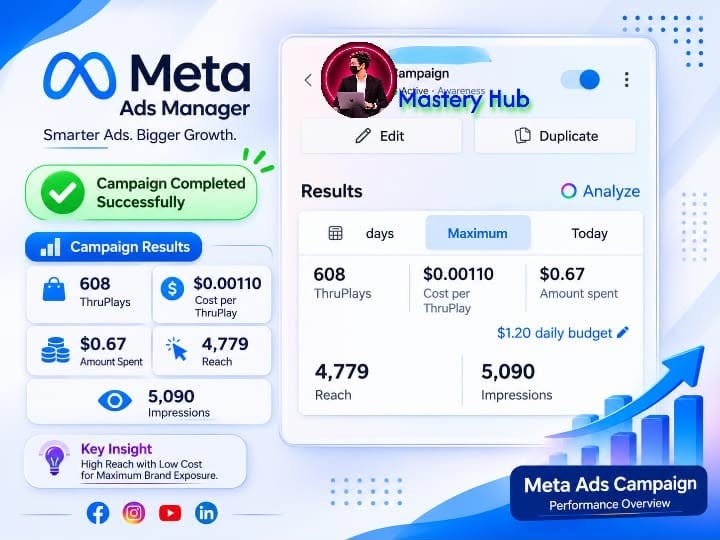 Meta
Ads Manager
Smarter Ads. Bigger Growth.
Campaign Completed
Successfully
Campaign Results
608
ThruPlays
$0.00110
Cost per
ThruPlay
$0.67
Amount Spent
4,779
Reach
5,090
Impressions
Key Insight
High Reach with Low Cost
for Maximum Brand Exposure.
Campaign
Active · Awareness
Mastery Hub
Edit
Duplicate
Results
Analyze
days
Maximum
Today
608
ThruPlays
$0.00110
Cost per
ThruPlay
$0.67
Amount spent
$1.20 daily budget
4,779
Reach
5,090
Impressions
Meta Ads Campaign
Performance Overview